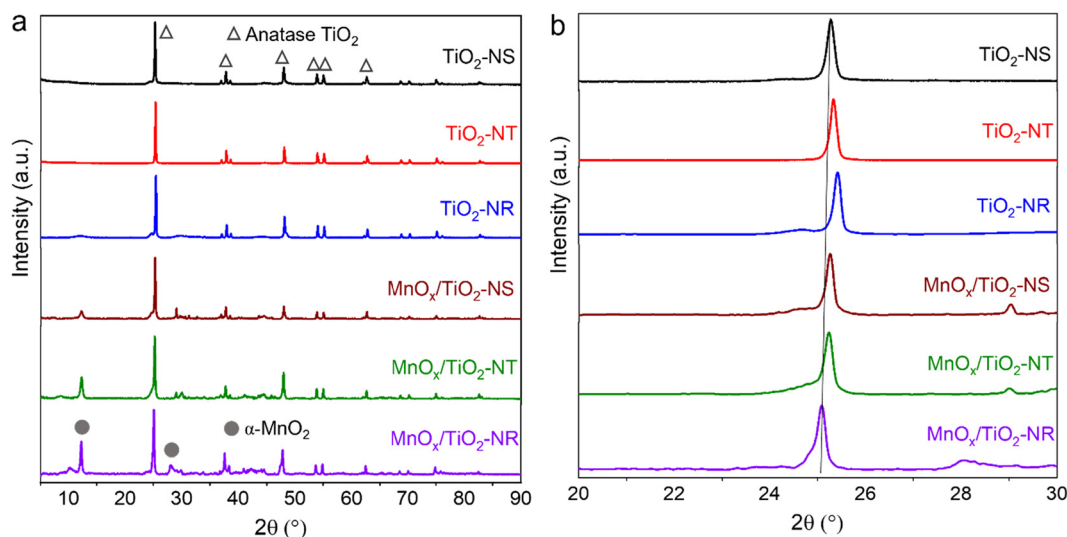 a
△ Anatase TiO₂
TiO₂-NS
TiO₂-NT
TiO₂-NR
MnOₓ/TiO₂-NS
MnOₓ/TiO₂-NT
α-MnO₂
MnOₓ/TiO₂-NR
Intensity (a.u.)
10 20 30 40 50 60 70 80 90
2θ (°)
b
TiO₂-NS
TiO₂-NT
TiO₂-NR
MnOₓ/TiO₂-NS
MnOₓ/TiO₂-NT
MnOₓ/TiO₂-NR
Intensity (a.u.)
20 22 24 26 28 30
2θ (°)